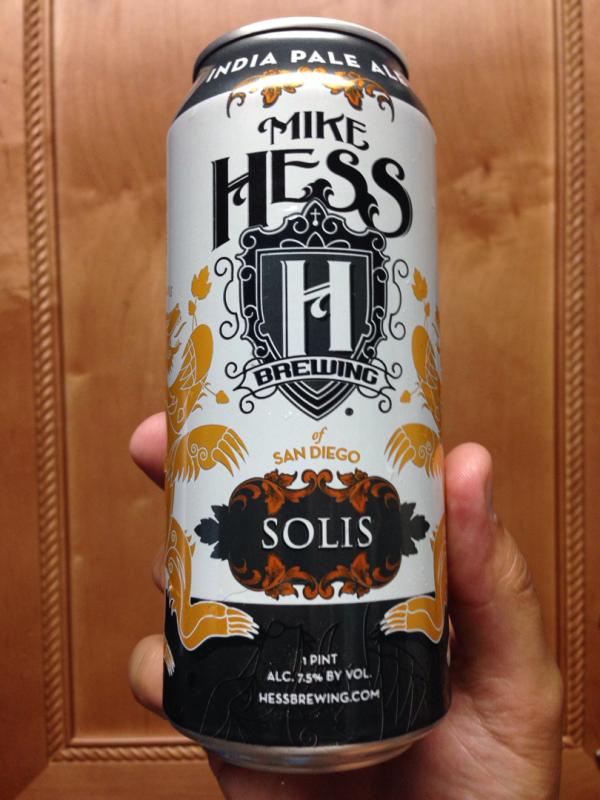 INDIA PALE ALE
MIKE
HESS
H
BREWING
®
of
SAN DIEGO
SOLIS
1 PINT
ALC. 7.5% BY VOL.
HESSBREWING.COM